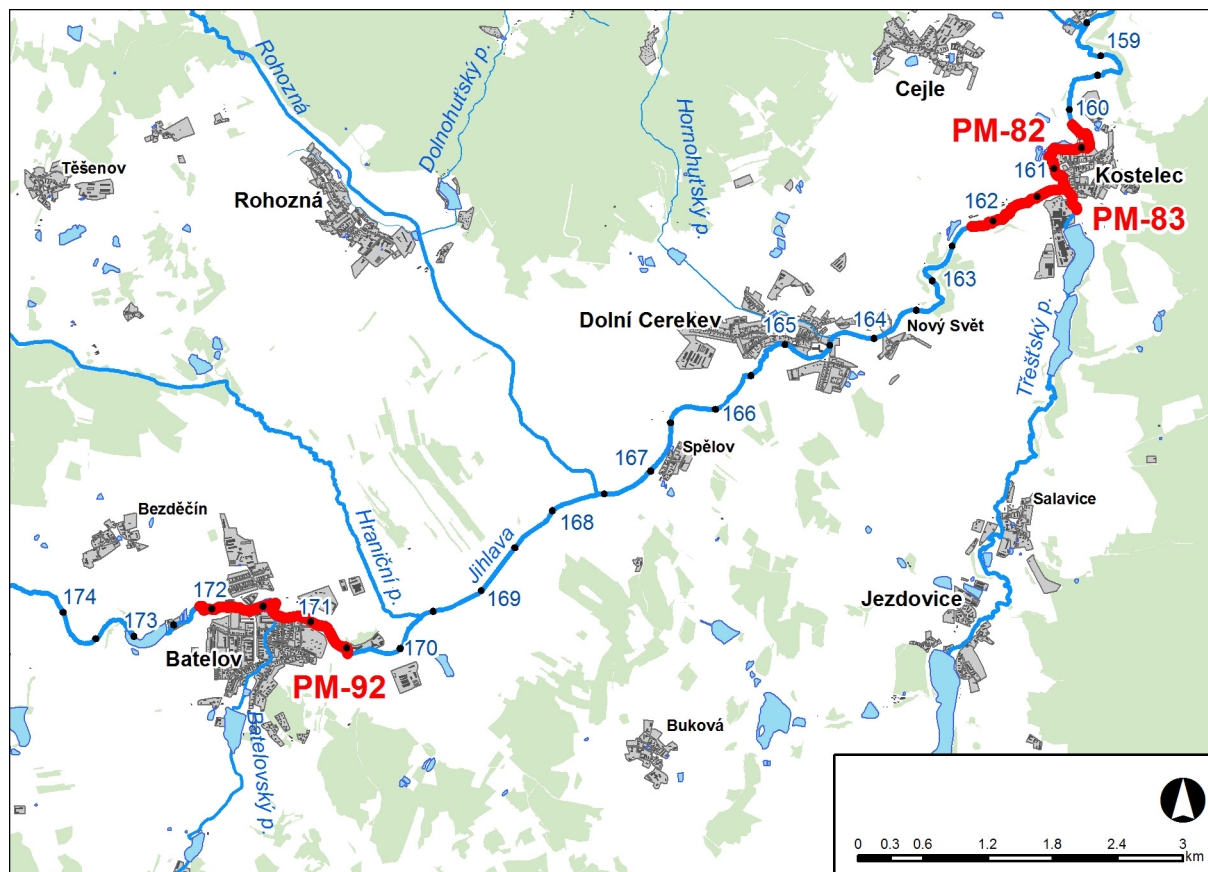 159
Cejle
Rohozná
Dolnohuťský p.
Hornohuťský p.
160
PM-82
Těšenov
161
Kostelec
Rohozná
162
PM-83
163
Dolní Cerekev
165
164
Nový Svět
Třešťský p.
166
Spělov
167
Salavice
Bezděčín
168
Hraniční p.
Jihlava
169
Jezdovice
174
172
171
173
170
Batelov
PM-92
Batelovský p.
Buková
0 0.3 0.6 1.2 1.8 2.4 3
km